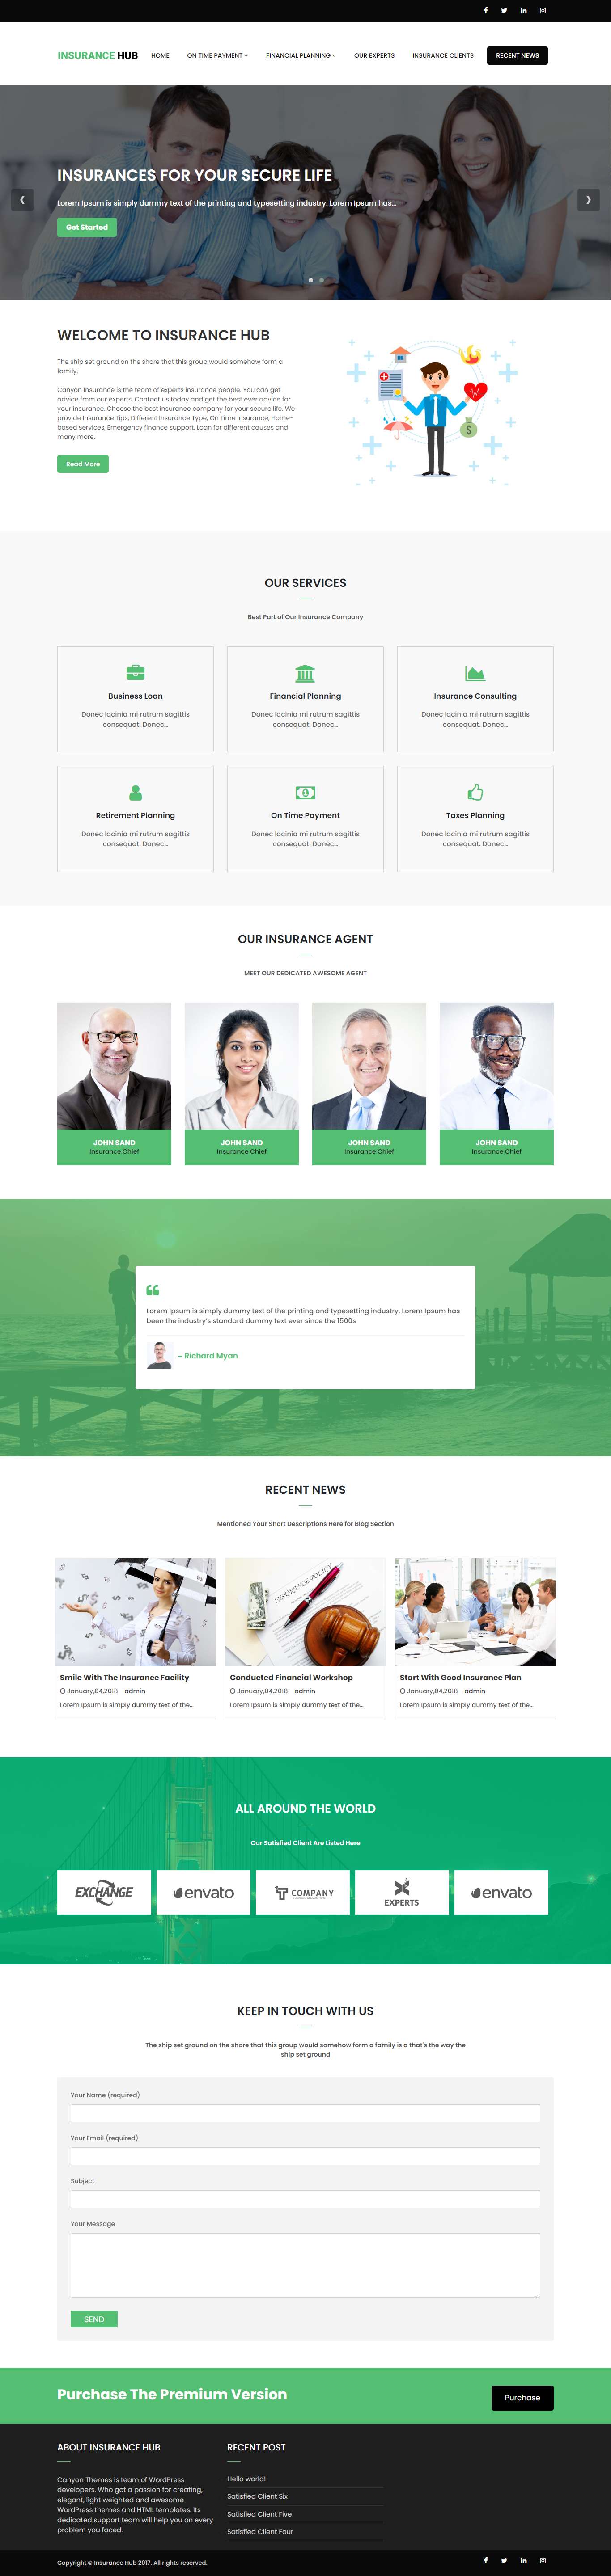 INSURANCE HUB HOME ON TIME PAYMENT FINANCIAL PLANNING OUR EXPERTS INSURANCE CLIENTS RECENT NEWS
INSURANCES FOR YOUR SECURE LIFE
Lorem Ipsum is simply dummy text of the printing and typesetting industry. Lorem Ipsum has...
Get Started
WELCOME TO INSURANCE HUB
The ship set ground on the shore that this group would somehow form a
family.
Canyon Insurance is the team of experts insurance people. You can get
advice from our experts. Contact us today and get the best ever advice for
your insurance. Choose the best insurance company for your secure life. We
provide Insurance Tips, Different Insurance Type, On Time Insurance, Home-
based services, Emergency finance support, Loan for different causes and
many more.
Read More
OUR SERVICES
Best Part of Our Insurance Company
Business Loan
Donec lacinia mi rutrum sagittis
consequat. Donec...
Financial Planning
Donec lacinia mi rutrum sagittis
consequat. Donec...
Insurance Consulting
Donec lacinia mi rutrum sagittis
consequat. Donec...
Retirement Planning
Donec lacinia mi rutrum sagittis
consequat. Donec...
On Time Payment
Donec lacinia mi rutrum sagittis
consequat. Donec...
Taxes Planning
Donec lacinia mi rutrum sagittis
consequat. Donec...
OUR INSURANCE AGENT
MEET OUR DEDICATED AWESOME AGENT
JOHN SAND
Insurance Chief
JOHN SAND
Insurance Chief
JOHN SAND
Insurance Chief
JOHN SAND
Insurance Chief
Lorem Ipsum is simply dummy text of the printing and typesetting industry. Lorem Ipsum has
been the industry's standard dummy text ever since the 1500s
– Richard Myan
RECENT NEWS
Mentioned Your Short Descriptions Here for Blog Section
Smile With The Insurance Facility
January,04,2018 admin
Lorem Ipsum is simply dummy text of the...
INSURANCE POLICY
Conducted Financial Workshop
January,04,2018 admin
Lorem Ipsum is simply dummy text of the...
Start With Good Insurance Plan
January,04,2018 admin
Lorem Ipsum is simply dummy text of the...
ALL AROUND THE WORLD
Our Satisfied Client Are Listed Here
EXCHANGE
envato
COMPANY
EXPERTS
envato
KEEP IN TOUCH WITH US
The ship set ground on the shore that this group would somehow form a family is a that's the way the
ship set ground
Your Name (required)
Your Email (required)
Subject
Your Message
SEND
Purchase The Premium Version
Purchase
ABOUT INSURANCE HUB
Canyon Themes is team of WordPress
developers. Who got a passion for creating,
elegant, light weighted and awesome
WordPress themes and HTML templates. Its
dedicated support team will help you on every
problem you faced.
RECENT POST
Hello world!
Satisfied Client Six
Satisfied Client Five
Satisfied Client Four
Copyright © Insurance Hub 2017. All rights reserved.